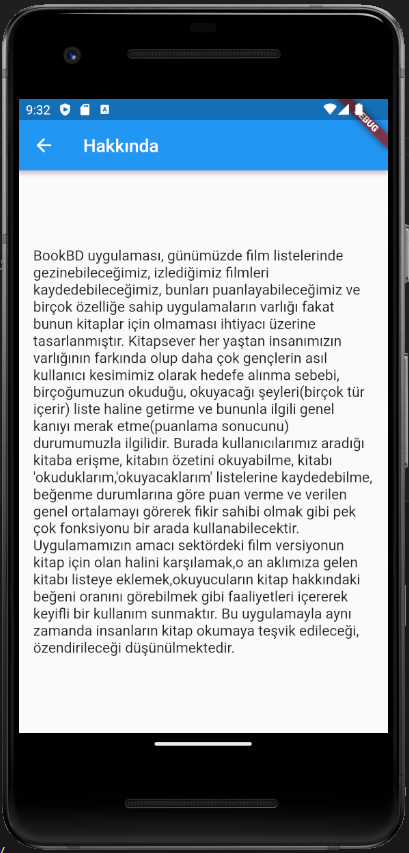 9:32
DEBUG
Hakkında
BookBD uygulaması, günümüzde film listelerinde
gezinebileceğimiz, izlediğimiz filmleri
kaydedebileceğimiz, bunları puanlayabileceğimiz ve
birçok özelliğe sahip uygulamaların varlığı fakat
bunun kitaplar için olmaması ihtiyacı üzerine
tasarlanmıştır. Kitapsever her yaştan insanımızın
varlığının farkında olup daha çok gençlerin asıl
kullanıcı kesimimiz olarak hedefe alınma sebebi,
birçoğumuzun okuduğu, okuyacağı şeyleri(birçok tür
içerir) liste haline getirme ve bununla ilgili genel
kanıyı merak etme(puanlama sonucunu)
durumumuzla ilgilidir. Burada kullanıcılarımız aradığı
kitaba erişme, kitabın özetini okuyabilme, kitabı
'okuduklarım,'okuyacaklarım' listelerine kaydedebilme,
beğenme durumlarına göre puan verme ve verilen
genel ortalamayı görerek fikir sahibi olmak gibi pek
çok fonksiyonu bir arada kullanabilecektir.
Uygulamamızın amacı sektördeki film versiyonun
kitap için olan halini karşılamak,o an aklımıza gelen
kitabı listeye eklemek,okuyucuların kitap hakkındaki
beğeni oranını görebilmek gibi faaliyetleri içererek
keyifli bir kullanım sunmaktır. Bu uygulamayla aynı
zamanda insanların kitap okumaya teşvik edileceği,
özendirileceği düşünülmektedir.